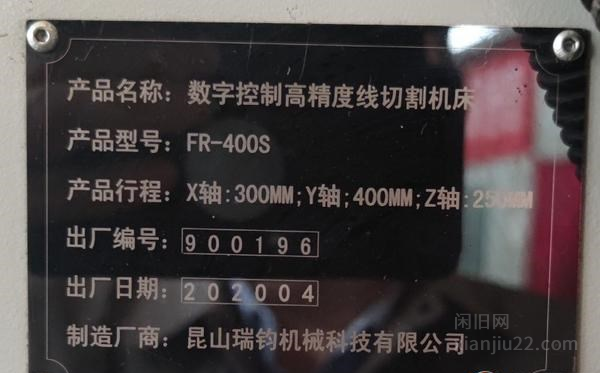 产品名称：数字控制高精度线切割机床
产品型号：FR-400S
产品行程：X轴:300MM;Y轴;400MM;Z轴:250MM
出厂编号：900196
出厂日期：202004
制造厂商：昆山瑞钧机械科技有限公司
闲旧网
xianjiu22.com